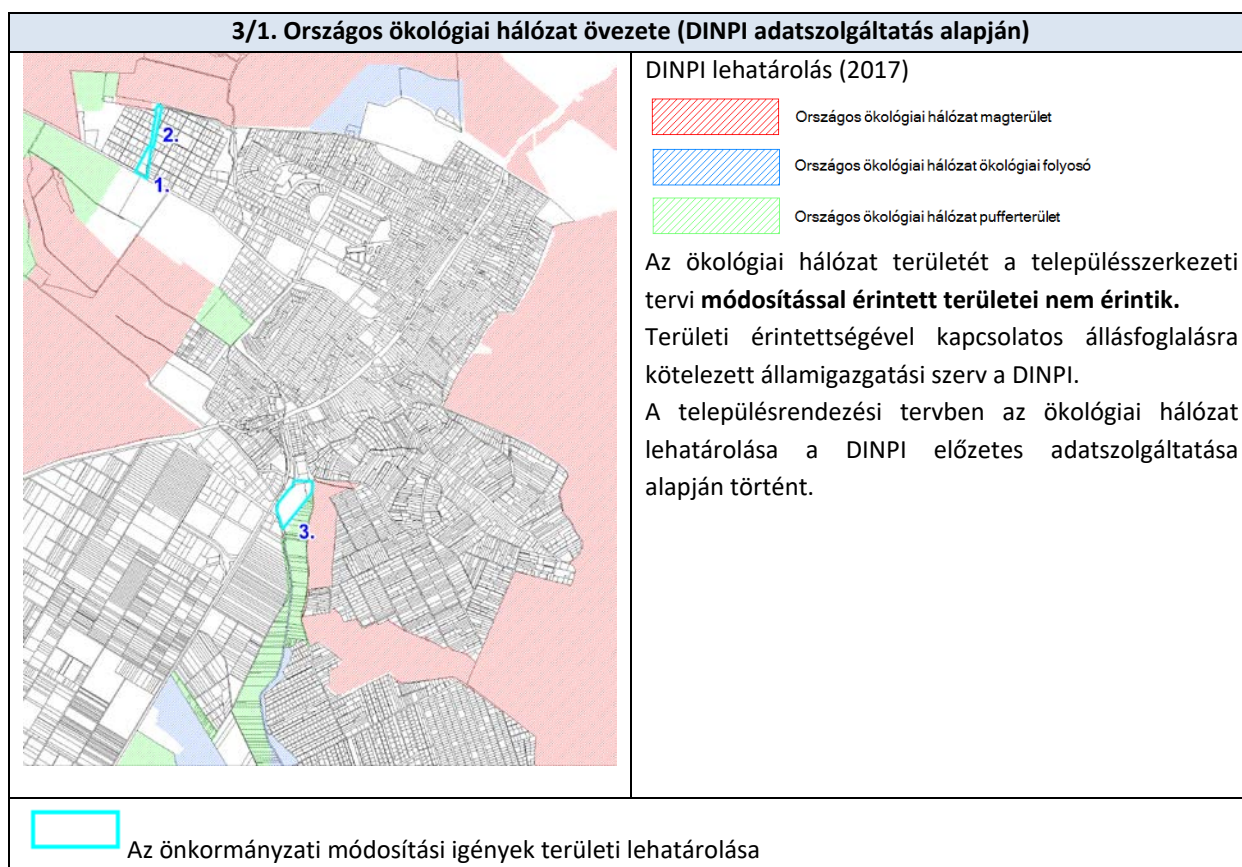 3/1. Országos ökológiai hálózat övezete (DINPI adatszolgáltatás alapján)
2.
1.
3.
DINPI lehatárolás (2017)
Országos ökológiai hálózat magterület
Országos ökológiai hálózat ökológiai folyosó
Országos ökológiai hálózat pufferterület
Az ökológiai hálózat területét a településszerkezeti
tervi módosítással érintett területei nem érintik.
Területi érintettségével kapcsolatos állásfoglalásra
kötelezett államigazgatási szerv a DINPI.
A településrendezési tervben az ökológiai hálózat
lehatárolása a DINPI előzetes adatszolgáltatása
alapján történt.
Az önkormányzati módosítási igények területi lehatárolása